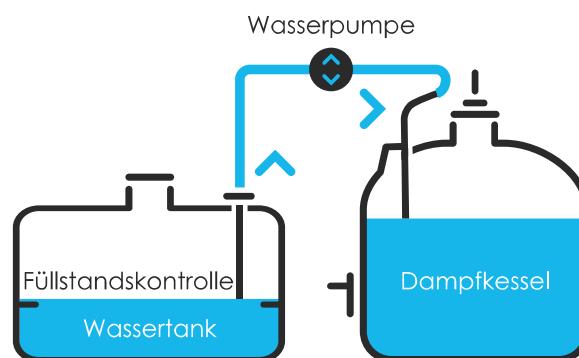 Wasserpumpe
Füllstandskontrolle
Dampfkessel
Wassertank